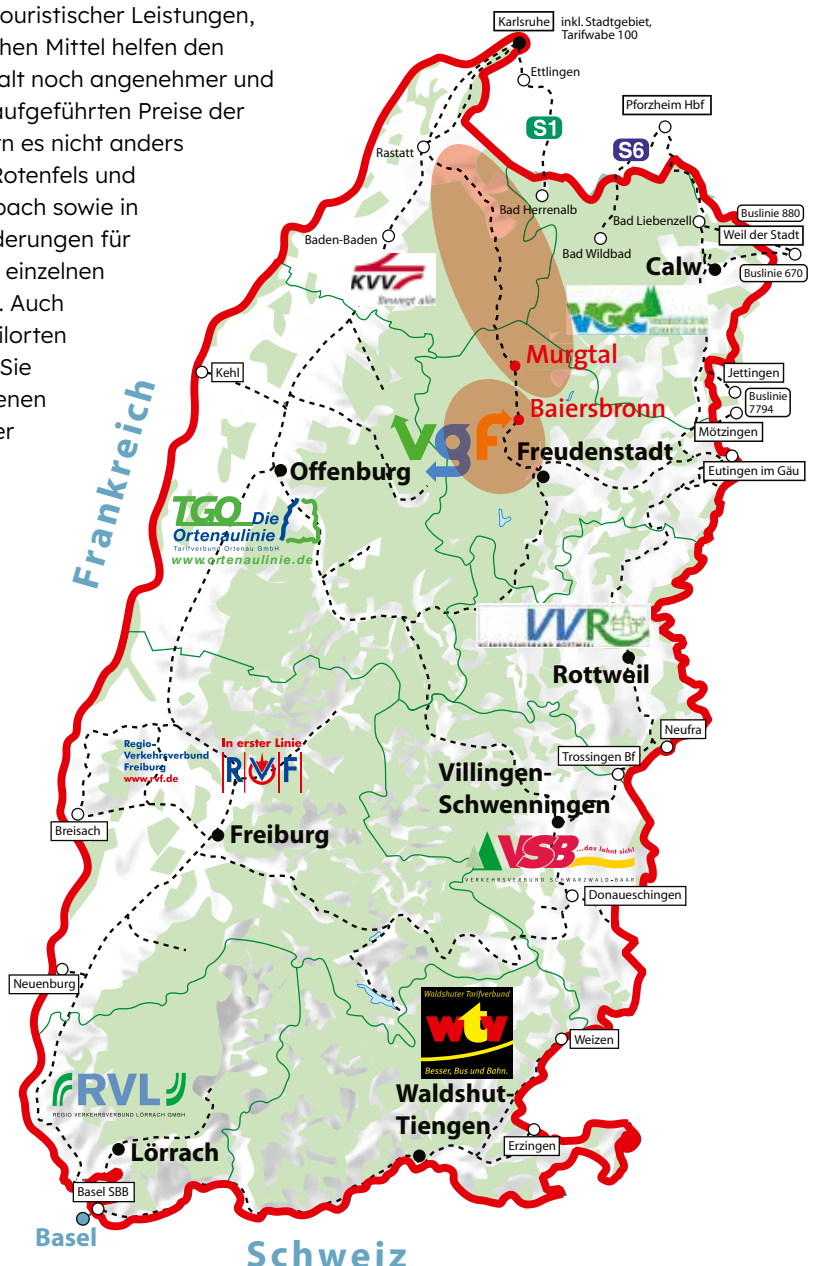 ouristischer Leistungen,
chen Mittel helfen den
alt noch angenehmer und
aufgeführten Preise der
rn es nicht anders
Rotenfels und
bach sowie in
derungen für
einzelnen
. Auch
ilorten
Sie
enen
er
Karlsruhe
inkl. Stadtgebiet,
Tarifwabe 100
Ettlingen
Pforzheim Hbf
S1
S6
Rastatt
Bad Herrenalb
Bad Liebenzell
Buslinie 880
Weil der Stadt
Baden-Baden
Bad Wildbad
Calw
Buslinie 670
KVV
Bewegt alle
VGC
Murgtal
Kehl
Jettingen
Buslinie
7794
Baiersbronn
Mötzingen
vgf
Freudenstadt
Eutingen im Gäu
Offenburg
Frankreich
TGO Die
Ortenaulinie
Tarifverbund Ortenau GmbH
www.ortenaulinie.de
VVR
Rottweil
Neufra
Trossingen Bf
Regio-
Verkehrsverbund
Freiburg
www.rvf.de
In erster Linie
RVF
Villingen-
Schwenningen
Breisach
Freiburg
VSB
...das lohnt sich!
VERKEHRSVERBUND SCHWARZWALD-BAAR
Donaueschingen
Neuenburg
Waldshuter Tarifverbund
wtv
Besser, Bus und Bahn.
Weizen
RVL
REGIO VERKEHRSVERBUND LÖRRACH GMBH
Waldshut-
Tiengen
Erzingen
Lörrach
Basel SBB
Basel
Schweiz